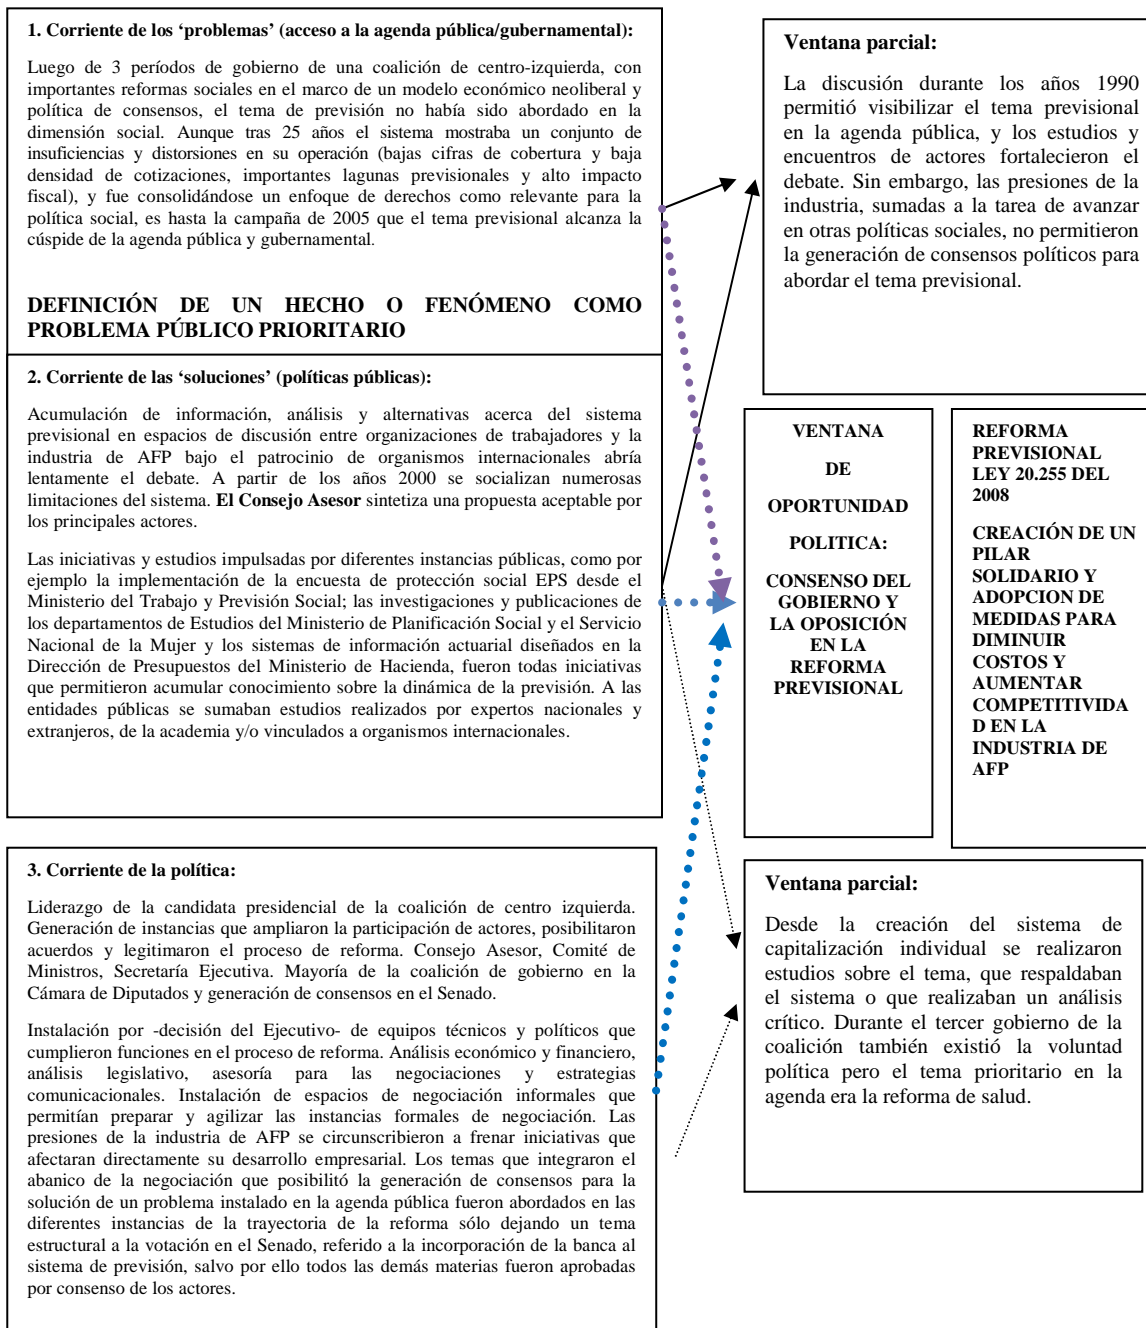 1. Corriente de los ‘problemas’ (acceso a la agenda pública/gubernamental):
Luego de 3 períodos de gobierno de una coalición de centro-izquierda, con
importantes reformas sociales en el marco de un modelo económico neoliberal y
política de consensos, el tema de previsión no había sido abordado en la
dimensión social. Aunque tras 25 años el sistema mostraba un conjunto de
insuficiencias y distorsiones en su operación (bajas cifras de cobertura y baja
densidad de cotizaciones, importantes lagunas previsionales y alto impacto
fiscal), y fue consolidándose un enfoque de derechos como relevante para la
política social, es hasta la campaña de 2005 que el tema previsional alcanza la
cúspide de la agenda pública y gubernamental.
DEFINICIÓN DE UN HECHO O FENÓMENO COMO
PROBLEMA PÚBLICO PRIORITARIO
2. Corriente de las ‘soluciones’ (políticas públicas):
Acumulación de información, análisis y alternativas acerca del sistema
previsional en espacios de discusión entre organizaciones de trabajadores y la
industria de AFP bajo el patrocinio de organismos internacionales abría
lentamente el debate. A partir de los años 2000 se socializan numerosas
limitaciones del sistema. El Consejo Asesor sintetiza una propuesta aceptable por
los principales actores.
Las iniciativas y estudios impulsadas por diferentes instancias públicas, como por
ejemplo la implementación de la encuesta de protección social EPS desde el
Ministerio del Trabajo y Previsión Social; las investigaciones y publicaciones de
los departamentos de Estudios del Ministerio de Planificación Social y el Servicio
Nacional de la Mujer y los sistemas de información actuarial diseñados en la
Dirección de Presupuestos del Ministerio de Hacienda, fueron todas iniciativas
que permitieron acumular conocimiento sobre la dinámica de la previsión. A las
entidades públicas se sumaban estudios realizados por expertos nacionales y
extranjeros, de la academia y/o vinculados a organismos internacionales.
3. Corriente de la política:
Liderazgo de la candidata presidencial de la coalición de centro izquierda.
Generación de instancias que ampliaron la participación de actores, posibilitaron
acuerdos y legitimaron el proceso de reforma. Consejo Asesor, Comité de
Ministros, Secretaría Ejecutiva. Mayoría de la coalición de gobierno en la
Cámara de Diputados y generación de consensos en el Senado.
Instalación por -decisión del Ejecutivo- de equipos técnicos y políticos que
cumplieron funciones en el proceso de reforma. Análisis económico y financiero,
análisis legislativo, asesoría para las negociaciones y estrategias
comunicacionales. Instalación de espacios de negociación informales que
permitían preparar y agilizar las instancias formales de negociación. Las
presiones de la industria de AFP se circunscribieron a frenar iniciativas que
afectaran directamente su desarrollo empresarial. Los temas que integraron el
abanico de la negociación que posibilitó la generación de consensos para la
solución de un problema instalado en la agenda pública fueron abordados en las
diferentes instancias de la trayectoria de la reforma sólo dejando un tema
estructural a la votación en el Senado, referido a la incorporación de la banca al
sistema de previsión, salvo por ello todos las demás materias fueron aprobadas
por consenso de los actores.
Ventana parcial:
La discusión durante los años 1990
permitió visibilizar el tema previsional
en la agenda pública, y los estudios y
encuentros de actores fortalecieron el
debate. Sin embargo, las presiones de la
industria, sumadas a la tarea de avanzar
en otras políticas sociales, no permitieron
la generación de consensos políticos para
abordar el tema previsional.
VENTANA
DE
OPORTUNIDAD
POLITICA:
CONSENSO DEL
GOBIERNO Y
LA OPOSICIÓN
EN LA
REFORMA
PREVISIONAL
REFORMA
PREVISIONAL
LEY 20.255 DEL
2008
CREACIÓN DE UN
PILAR
SOLIDARIO Y
ADOPCION DE
MEDIDAS PARA
DIMINUIR
COSTOS Y
AUMENTAR
COMPETITIVIDA
D EN LA
INDUSTRIA DE
AFP
Ventana parcial:
Desde la creación del sistema de
capitalización individual se realizaron
estudios sobre el tema, que respaldaban
el sistema o que realizaban un análisis
crítico. Durante el tercer gobierno de la
coalición también existió la voluntad
política pero el tema prioritario en la
agenda era la reforma de salud.